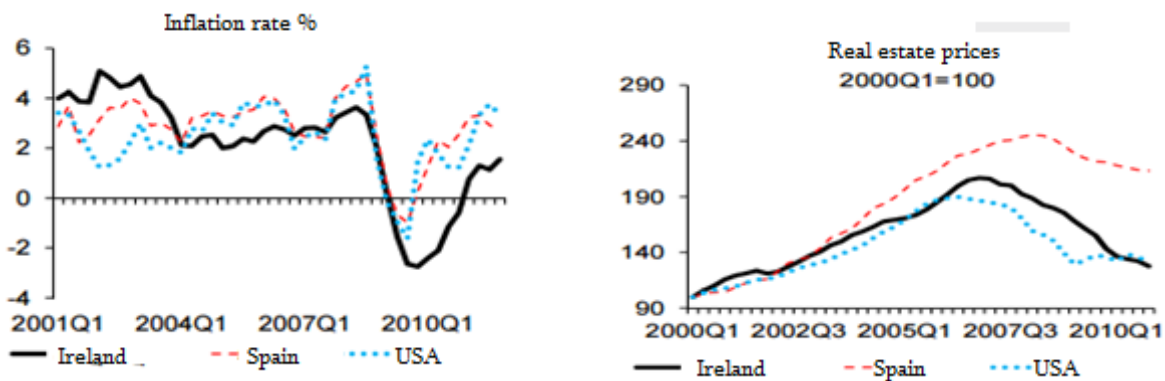 Inflation rate %
6
4
2
0
-2
-4
2001Q1 2004Q1 2007Q1 2010Q1
Ireland Spain USA
Real estate prices
2000Q1=100
290
240
190
140
90
2000Q1 2002Q3 2005Q1 2007Q3 2010Q1
Ireland Spain USA